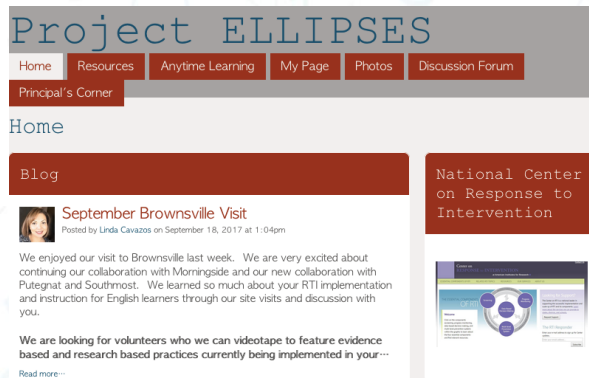 Project ELLIPSES
Home Resources Anytime Learning My Page Photos Discussion Forum
Principal's Corner
Home
Blog
September Brownsville Visit
Posted by Linda Cavazos on September 18, 2017 at 1:04pm
We enjoyed our visit to Brownsville last week. We are very excited about
continuing our collaboration with Morningside and our new collaboration with
Putegnat and Southmost. We learned so much about your RTI implementation
and instruction for English learners through our site visits and discussion with
you.
We are looking for volunteers who we can videotape to feature evidence
based and research based practices currently being implemented in your…
Read more…
National Center
on Response to
Intervention